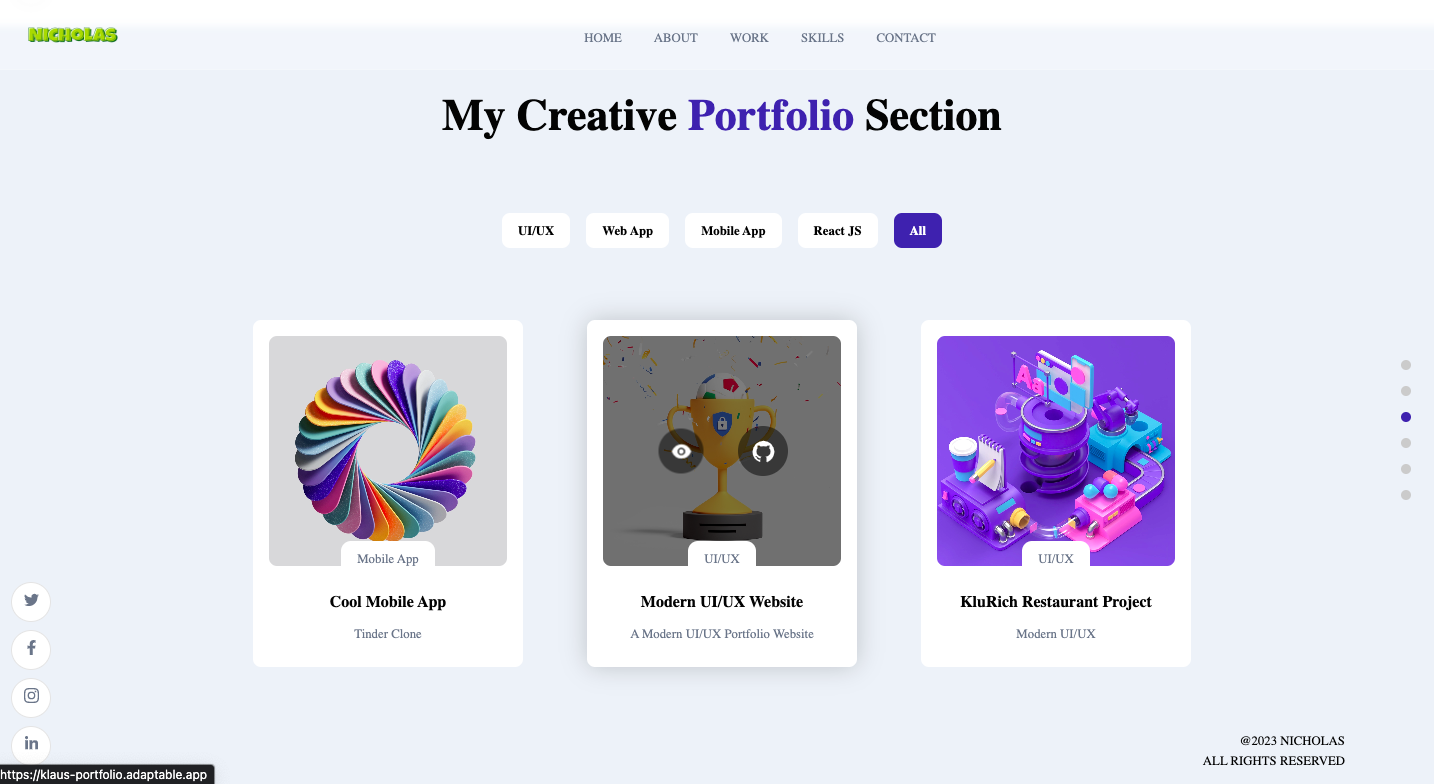 NICHOLAS
HOME ABOUT WORK SKILLS CONTACT
My Creative Portfolio Section
UI/UX Web App Mobile App React JS All
Aa
Mobile App UI/UX UI/UX
Cool Mobile App Modern UI/UX Website KluRich Restaurant Project
Tinder Clone A Modern UI/UX Portfolio Website Modern UI/UX
@2023 NICHOLAS
ALL RIGHTS RESERVED
https://klaus-portfolio.adaptable.app